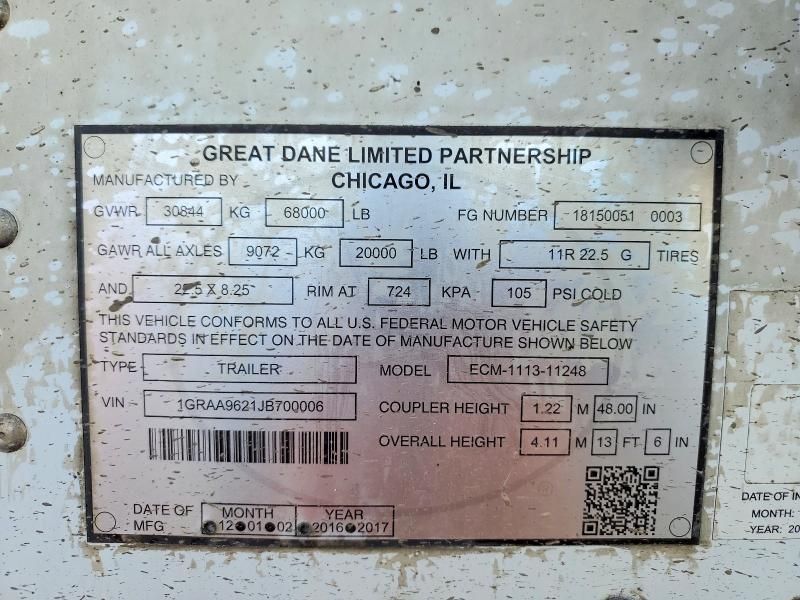 GREAT DANE LIMITED PARTNERSHIP
MANUFACTURED BY CHICAGO, IL
GVWR 30844 KG 68000 LB FG NUMBER 18150051 0003
GAWR ALL AXLES 9072 KG 20000 LB WITH 11R 22.5 G TIRES
AND 22.5 X 8.25 RIM AT 724 KPA 105 PSI COLD
THIS VEHICLE CONFORMS TO ALL U.S. FEDERAL MOTOR VEHICLE SAFETY
STANDARDS IN EFFECT ON THE DATE OF MANUFACTURE SHOWN BELOW
TYPE TRAILER MODEL ECM-1113-11248
VIN 1GRAA9621JB700006 COUPLER HEIGHT 1.22 M 48.00 IN
OVERALL HEIGHT 4.11 M 13 FT 6 IN
DATE OF MFG MONTH YEAR
12 01 02 2016 2017
DATE OF
MONTH:
YEAR: